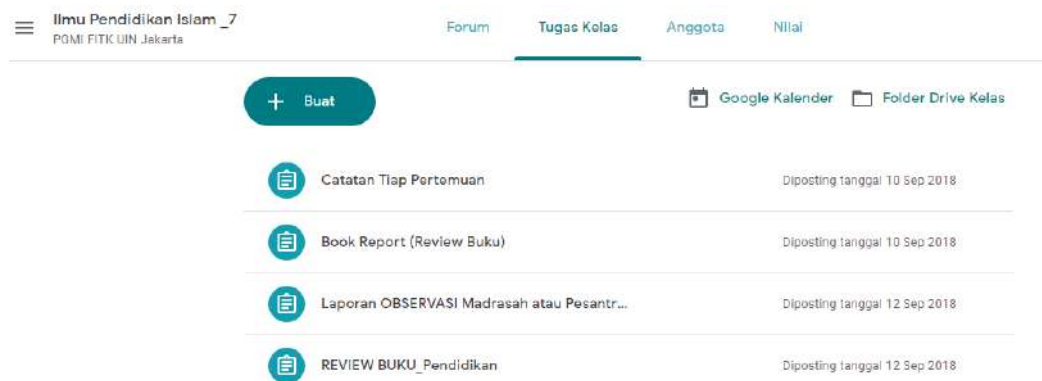 Ilmu Pendidikan Islam _7
PGMI FITK UIN Jakarta
Forum
Tugas Kelas
Anggota
Nilai
Buat
Google Kalender
Folder Drive Kelas
Catatan Tiap Pertemuan
Diposting tanggal 10 Sep 2018
Book Report (Review Buku)
Diposting tanggal 10 Sep 2018
Laporan OBSERVASI Madrasah atau Pesantr...
Diposting tanggal 12 Sep 2018
REVIEW BUKU_Pendidikan
Diposting tanggal 12 Sep 2018